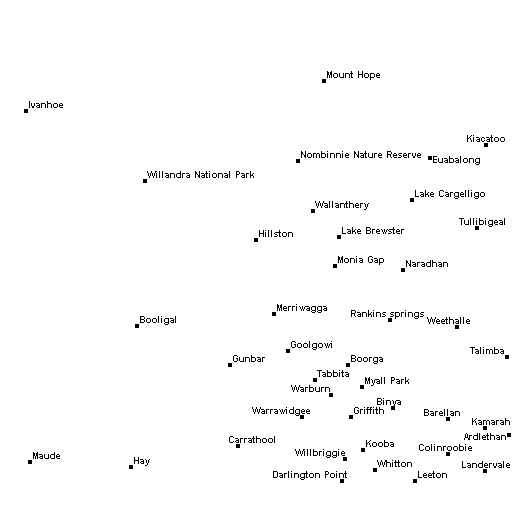 Mount Hope
Ivanhoe
Kiacatoo
Nombinnie Nature Reserve
Euabalong
Willandra National Park
Lake Cargelligo
Wallanthery
Tullibigeal
Hillston
Lake Brewster
Monia Gap
Naradhan
Merriwagga
Rankins springs
Booligal
Weethalle
Goolgowi
Talimba
Gunbar
Boorga
Tabbita
Myall Park
Warburn
Binya
Warrawidgee
Griffith
Barellan
Kamarah
Ardlethan
Carrathool
Kooba
Colinroobie
Willbriggie
Maude
Hay
Whitton
Landervale
Darlington Point
Leeton